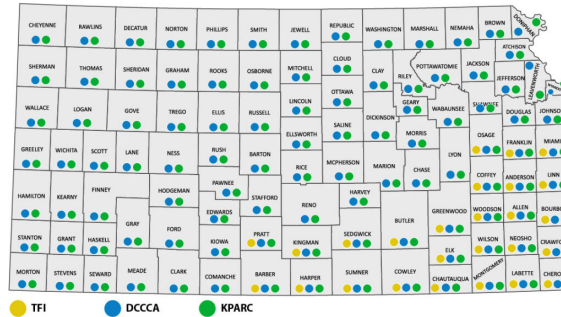 CHEYENNE RAWLINS DECATUR NORTON PHILLIPS SMITH JEWELL REPUBLIC WASHINGTON MARSHALL NEMAHA BROWN DONIPHAN
ATCHISON
SHERMAN THOMAS SHERIDAN GRAHAM ROOKS OSBORNE MITCHELL CLOUD CLAY RILEY POTTAWATOMIE JACKSON JEFFERSON LEAVENWORTH
WALLACE LOGAN GOVE TREGO ELLIS RUSSELL LINCOLN OTTAWA DICKINSON GEARY WABAUNSEE SHAWNEE DOUGLAS JOHNS
ELLSWORTH SALINE MORRIS OSAGE FRANKLIN MIAM
GREELEY WICHITA SCOTT LANE NESS RUSH BARTON RICE MCPHERSON MARION CHASE LYON COFFEY ANDERSON LINN
HAMILTON KEARNY FINNEY HODGEMAN PAWNEE STAFFORD RENO HARVEY BUTLER GREENWOOD WOODSON ALLEN BOURB
EDWARDS
STANTON GRANT HASKELL GRAY FORD KIOWA PRATT KINGMAN SEDGWICK ELK WILSON NEOSHO CRAWF
MORTON STEVENS SEWARD MEADE CLARK COMANCHE BARBER HARPER SUMNER COWLEY CHAUTAUQUA MONTGOMERY LABETTE CHERO
TFI DCCCA KPARC